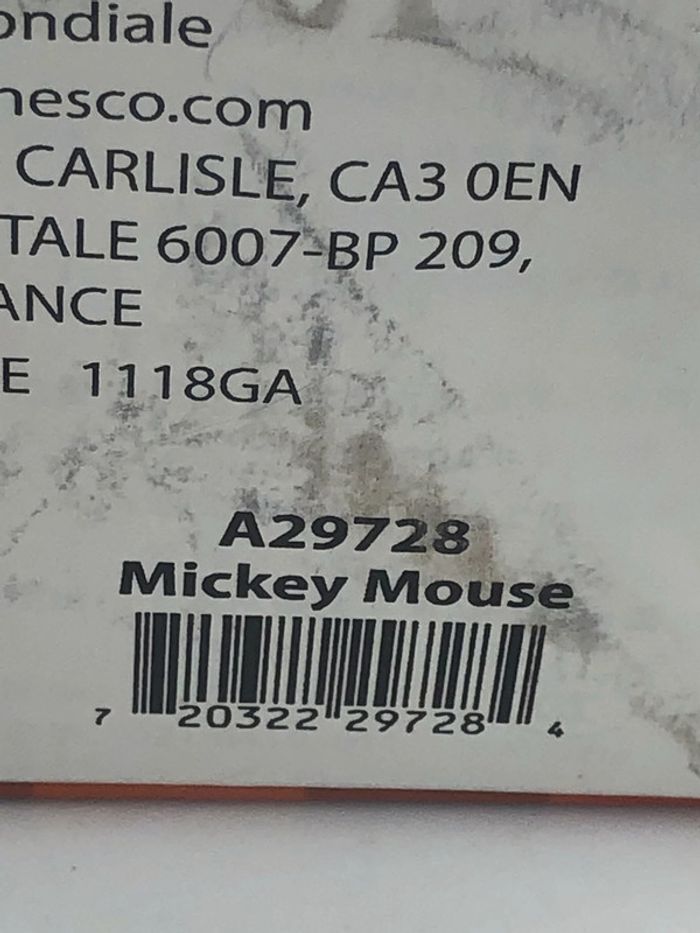 ondiale
nesco.com
CARLISLE, CA3 0EN
TALE 6007-BP 209,
ANCE
E 1118GA
A29728
Mickey Mouse
7 20322 29728 4